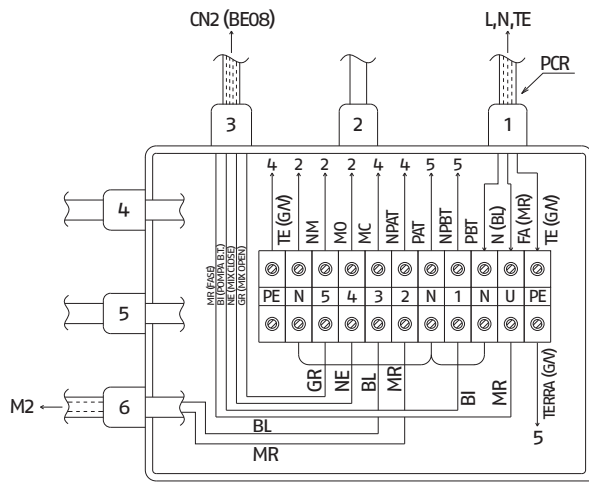 CN2 (BE08)
L,N,TE
PCR
3
2
1
4
2
2
2
4
4
5
5
TE (G/V)
NM
MO
MC
NPAT
PAT
NPBT
PBT
N (BL)
FA (MR)
TE (G/V)
4
MR (FASE)
BI (POMPA B.T.)
NE (MIX CLOSE)
GR (MIX OPEN)
PE N 5 4 3 2 N 1 N U PE
5
GR
NE
BL
MR
BI
MR
TERRA (G/V)
M2
6
BL
MR
5